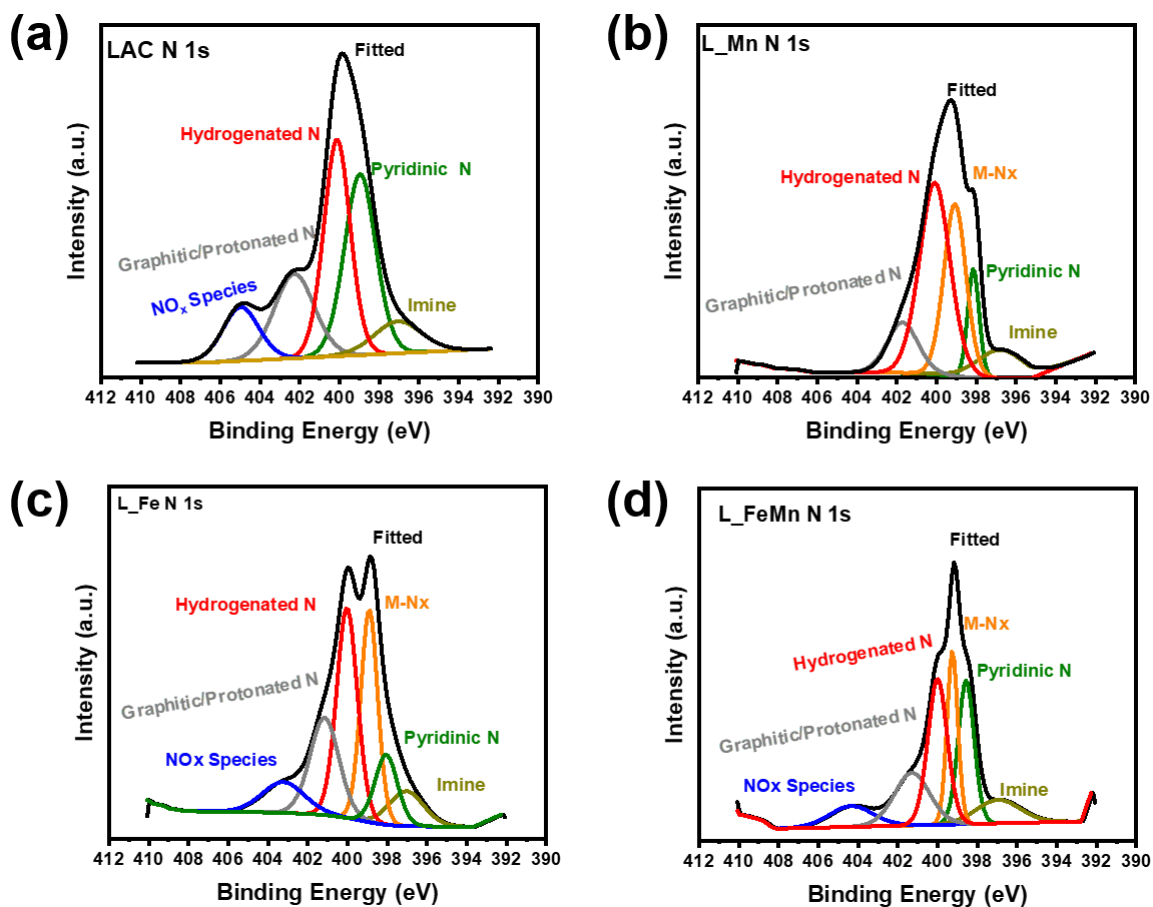 (a)
LAC N 1s
Fitted
Hydrogenated N
Pyridinic N
Graphitic/Protonated N
NOx Species
Imine
Intensity (a.u.)
412 410 408 406 404 402 400 398 396 394 392 390
Binding Energy (eV)
(b)
L_Mn N 1s
Fitted
Hydrogenated N
M-Nx
Graphitic/Protonated N
Pyridinic N
Imine
Intensity (a.u.)
412 410 408 406 404 402 400 398 396 394 392 390
Binding Energy (eV)
(c)
L_Fe N 1s
Fitted
Hydrogenated N
M-Nx
Graphitic/Protonated N
NOx Species
Pyridinic N
Imine
Intensity (a.u.)
412 410 408 406 404 402 400 398 396 394 392 390
Binding Energy (eV)
(d)
L_FeMn N 1s
Fitted
M-Nx
Hydrogenated N
Pyridinic N
Graphitic/Protonated N
NOx Species
Imine
Intensity (a.u.)
412 410 408 406 404 402 400 398 396 394 392 390
Binding Energy (eV)